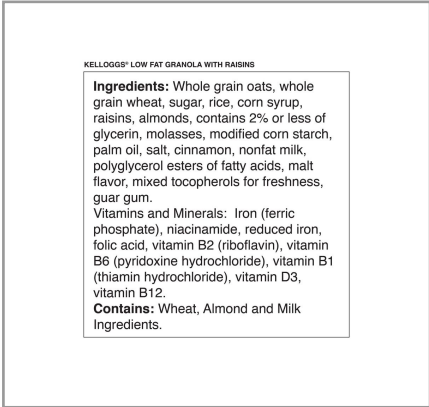 KELLOGGS® LOW FAT GRANOLA WITH RAISINS
Ingredients: Whole grain oats, whole
grain wheat, sugar, rice, corn syrup,
raisins, almonds, contains 2% or less of
glycerin, molasses, modified corn starch,
palm oil, salt, cinnamon, nonfat milk,
polyglycerol esters of fatty acids, malt
flavor, mixed tocopherols for freshness,
guar gum.
Vitamins and Minerals: Iron (ferric
phosphate), niacinamide, reduced iron,
folic acid, vitamin B2 (riboflavin), vitamin
B6 (pyridoxine hydrochloride), vitamin B1
(thiamin hydrochloride), vitamin D3,
vitamin B12.
Contains: Wheat, Almond and Milk
Ingredients.